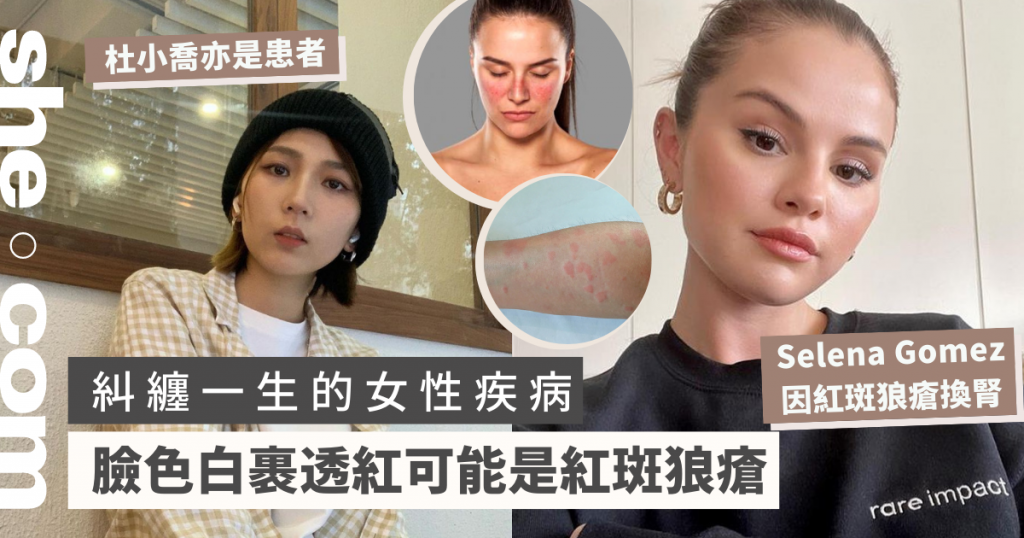 she.com
杜小喬亦是患者
Selena Gomez
因紅斑狼瘡換腎
糾纏一生的女性疾病
臉色白裹透紅可能是紅斑狼瘡
rare impact